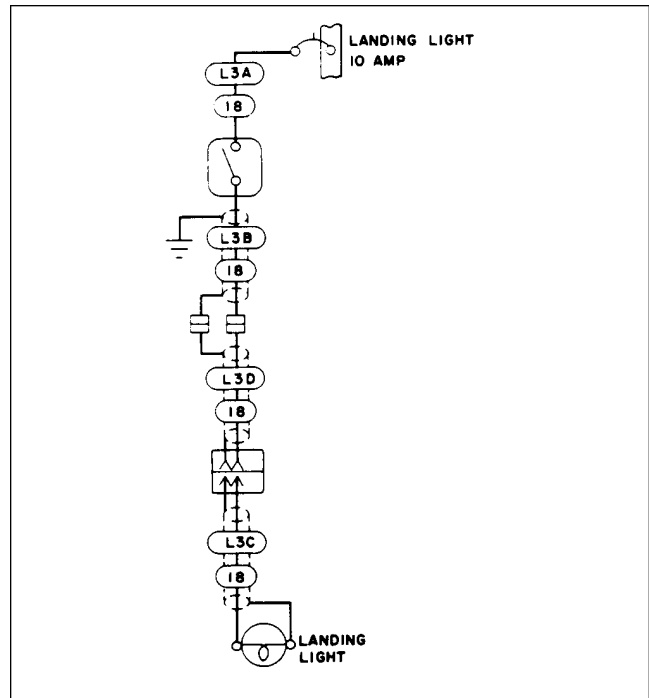 LANDING LIGHT
10 AMP
L3A
18
L3B
18
L3D
18
L3C
18
LANDING
LIGHT